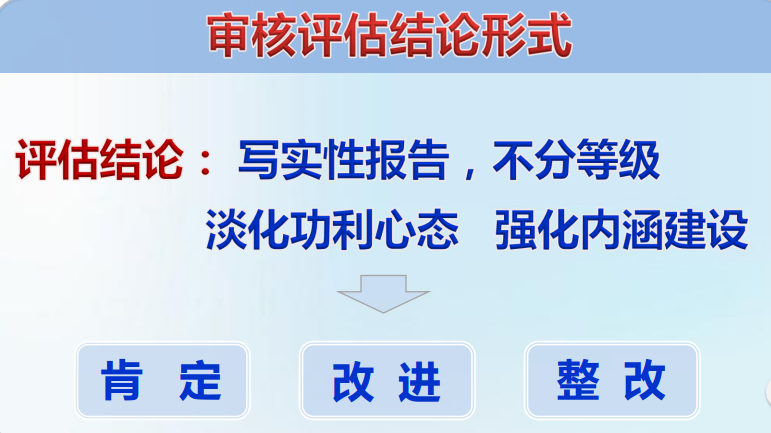 审核评估结论形式
评估结论：写实性报告，不分等级
淡化功利心态 强化内涵建设
肯 定 改 进 整 改